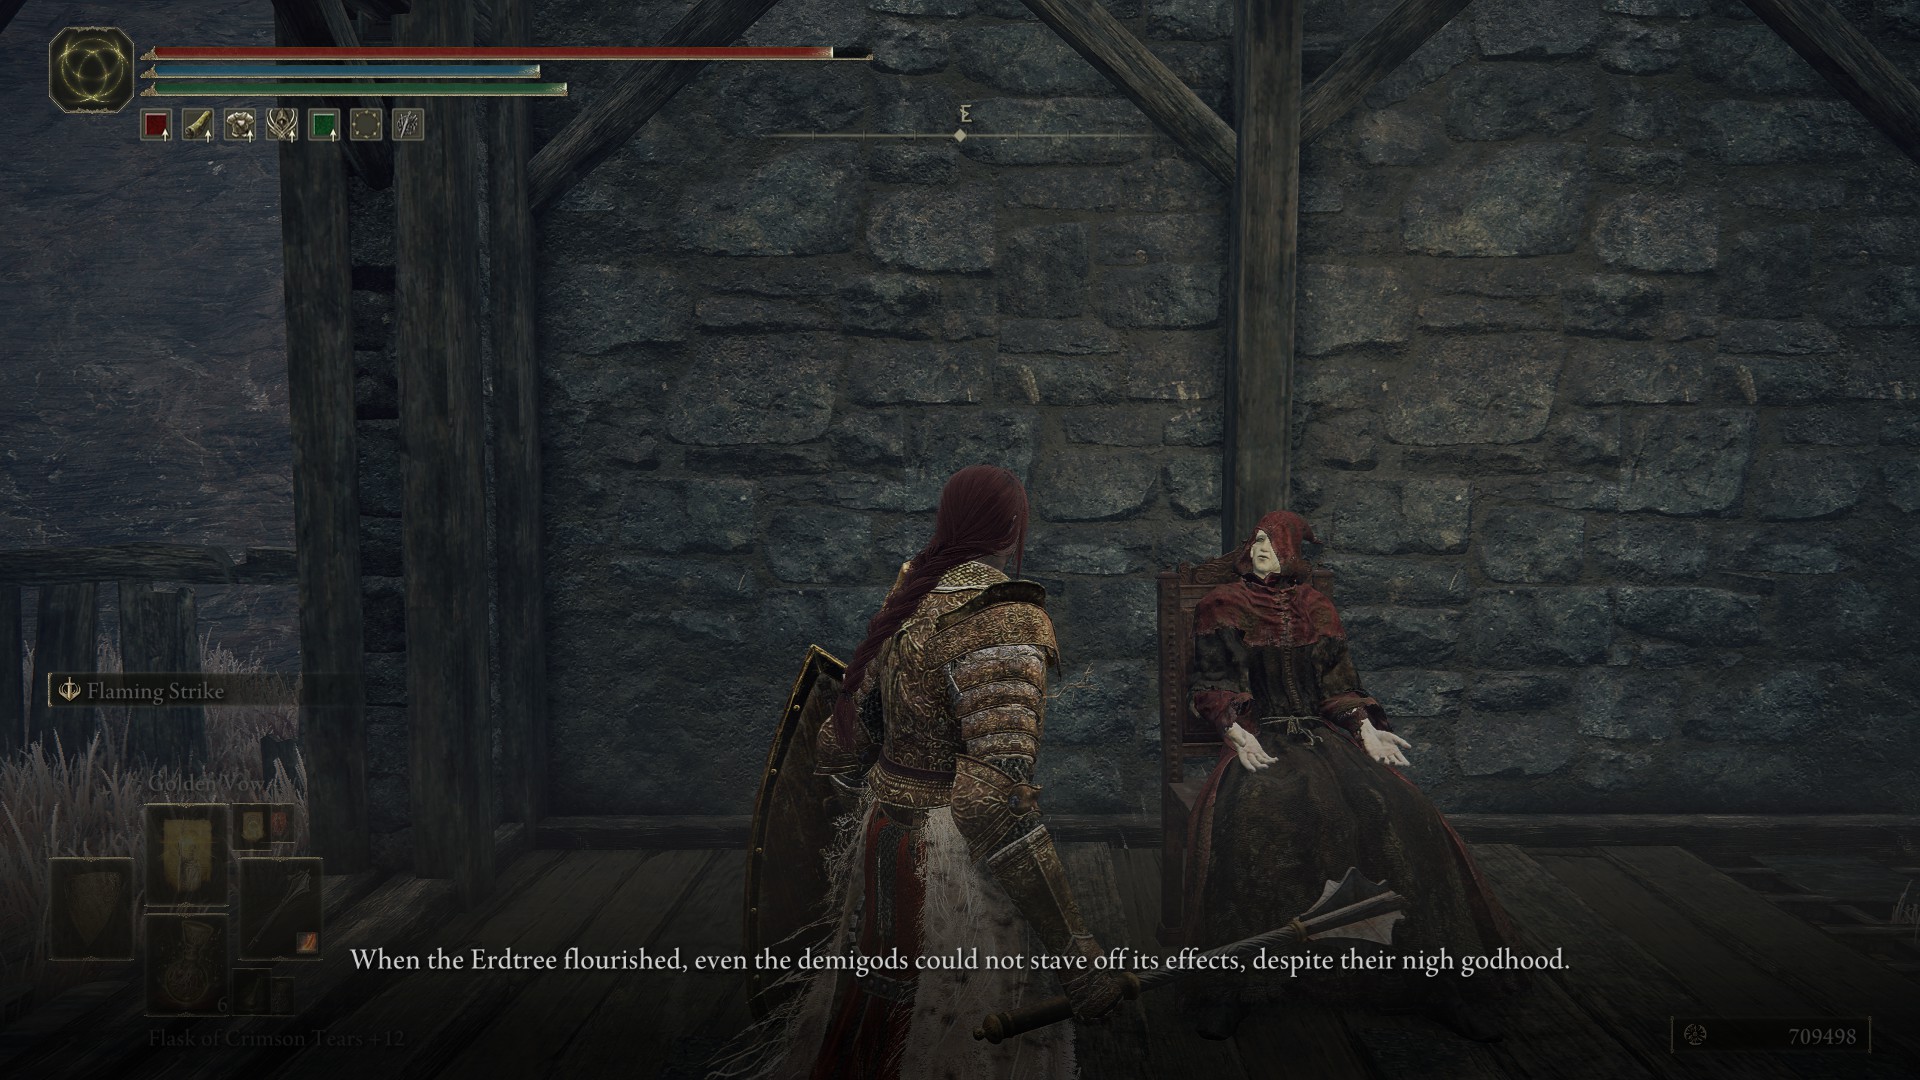 E
Flaming Strike
Golden Vow
6
When the Erdtree flourished, even the demigods could not stave off its effects, despite their nigh godhood.
Flask of Crimson Tears +12
709498